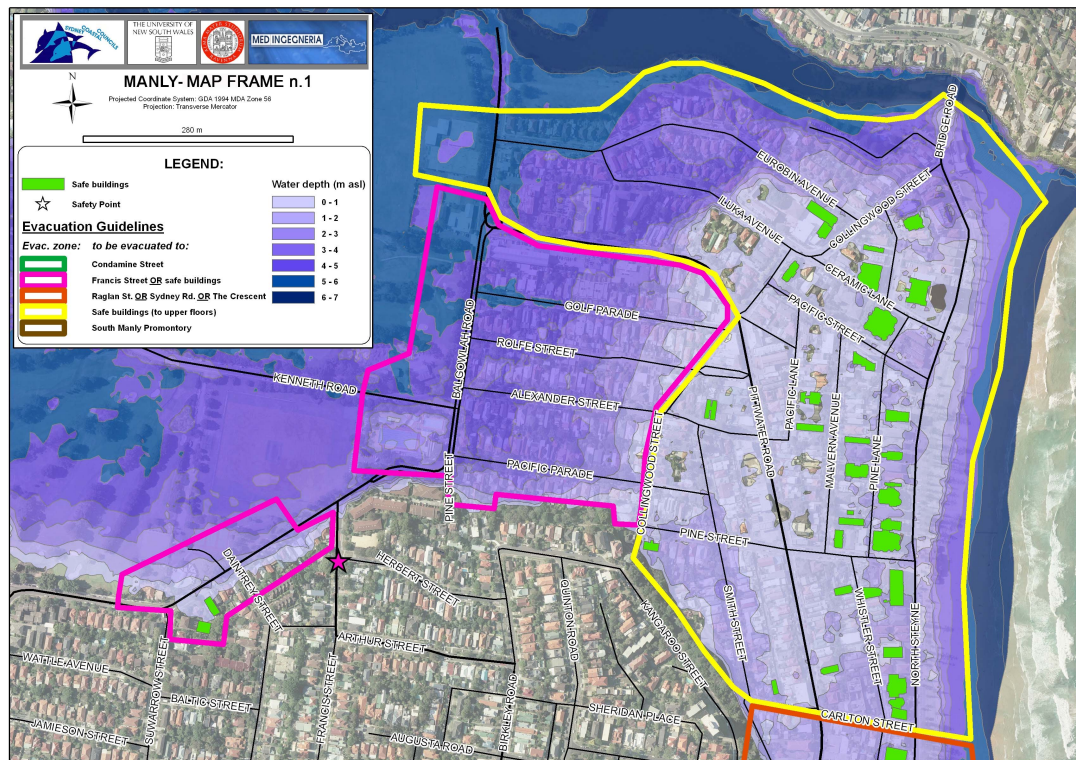 SYDNEY
COASTAL
COUNCILS
THE UNIVERSITY OF
NEW SOUTH WALES
MED INGEGNERIA
N
MANLY- MAP FRAME n.1
Projected Coordinate System: GDA 1994 MDA Zone 56
Projection: Transverse Mercator
280 m
LEGEND:
Safe buildings
Safety Point
Evacuation Guidelines
Evac. zone: to be evacuated to:
Condamine Street
Francis Street OR safe buildings
Raglan St. OR Sydney Rd. OR The Crescent
Safe buildings (to upper floors)
South Manly Promontory
Water depth (m asl)
0 - 1
1 - 2
2 - 3
3 - 4
4 - 5
5 - 6
6 - 7
BRIDGE ROAD
EUROBIN AVENUE
COLLINGWOOD STREET
ILUKA AVENUE
CERAMIC LANE
PACIFIC STREET
GOLF PARADE
BALGOWLAH ROAD
ROLFE STREET
KENNETH ROAD
ALEXANDER STREET
PITTWATER ROAD
PACIFIC LANE
MALVERN AVENUE
PINE LANE
COLLINGWOOD STREET
PACIFIC PARADE
PINE STREET
PINE STREET
DAINTREY STREET
HERBERT STREET
QUINTON ROAD
KANGAROO STREET
SMITH STREET
WHISTLER STREET
NORTH STEYNE
ARTHUR STREET
WATTLE AVENUE
SUWARROW STREET
BALTIC STREET
FRANCIS STREET
BIRKLEY ROAD
SHERIDAN PLACE
CARLTON STREET
JAMIESON STREET
AUGUSTA ROAD